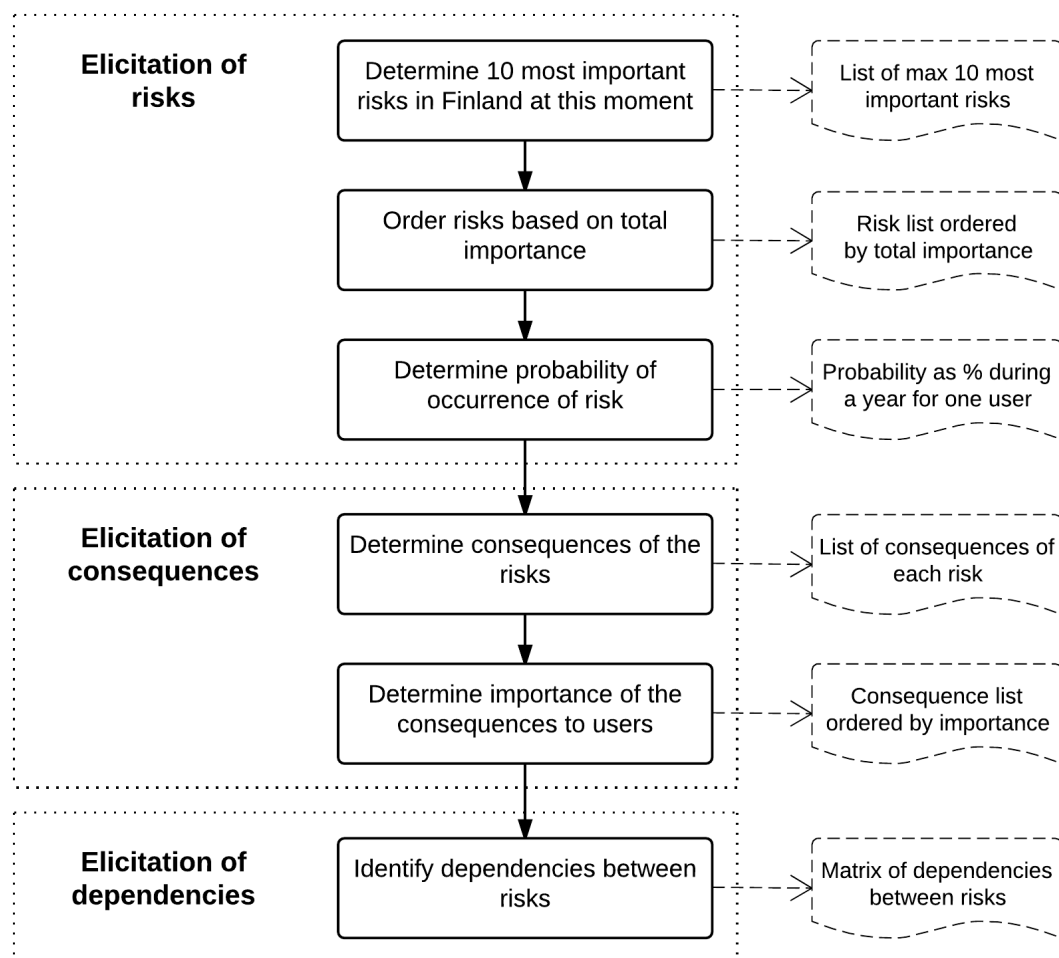 Elicitation of
risks
Determine 10 most important
risks in Finland at this moment
List of max 10 most
important risks
Order risks based on total
importance
Risk list ordered
by total importance
Determine probability of
occurrence of risk
Probability as % during
a year for one user
Elicitation of
consequences
Determine consequences of the
risks
List of consequences of
each risk
Determine importance of the
consequences to users
Consequence list
ordered by importance
Elicitation of
dependencies
Identify dependencies between
risks
Matrix of dependencies
between risks